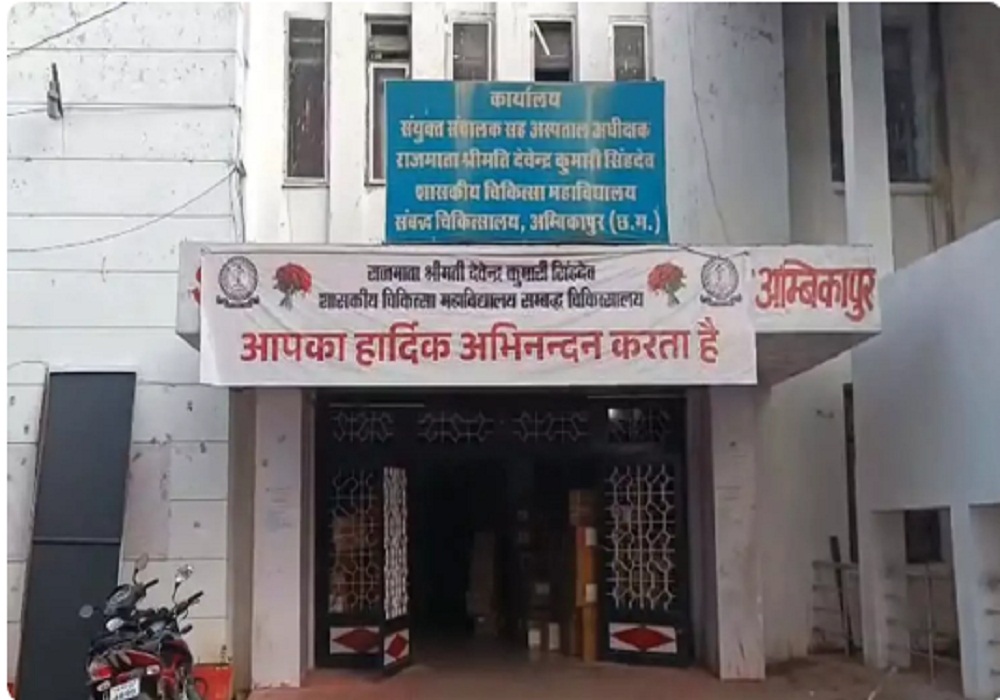 कार्यालय
संयुक्त संचालक सह अस्पताल अधीक्षक
राजमाता श्रीमति देवेन्द्र कुमारी सिंहदेव
शासकीय चिकित्सा महाविद्यालय
संबद्ध चिकित्सालय, अम्बिकापुर (छ.ग.)
राजमाता श्रीमती देवेन्द्र कुमारी सिंहदेव
शासकीय चिकित्सा महाविद्यालय सम्बद्ध चिकित्सालय
आपका हार्दिक अभिनन्दन करता है
अम्बिकापुर